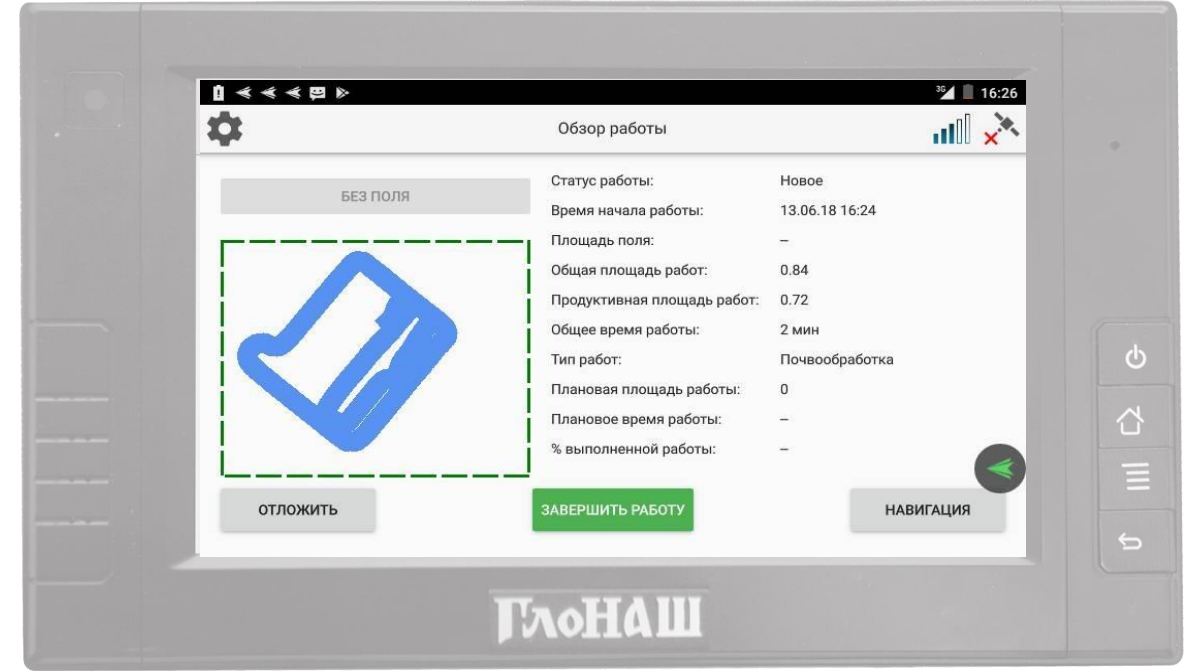 3G 16:26
Обзор работы
БЕЗ ПОЛЯ
Статус работы: Новое
Время начала работы: 13.06.18 16:24
Площадь поля: –
Общая площадь работ: 0.84
Продуктивная площадь работ: 0.72
Общее время работы: 2 мин
Тип работ: Почвообработка
Плановая площадь работы: 0
Плановое время работы: –
% выполненной работы: –
ОТЛОЖИТЬ ЗАВЕРШИТЬ РАБОТУ НАВИГАЦИЯ
ГлоНАШ